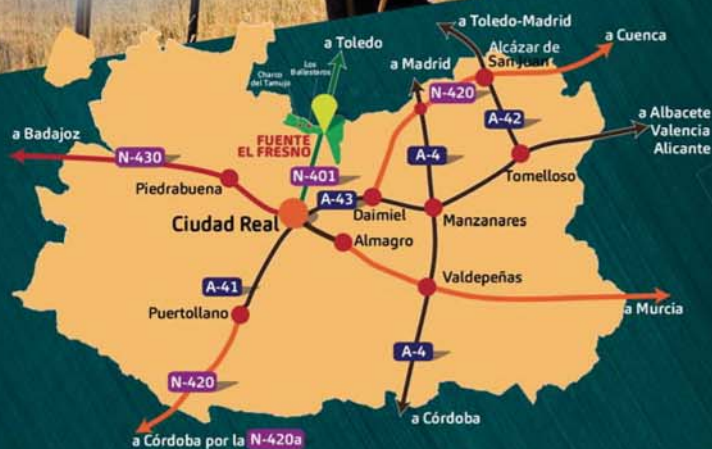 a Toledo-Madrid
a Cuenca
a Toledo
Alcázar de
San Juan
Los
Ballesteros
a Madrid
Charco
del Tamujo
N-420
a Albacete
Valencia
Alicante
A-42
a Badajoz
FUENTE
EL FRESNO
N-430
A-4
Tomelloso
N-401
Piedrabuena
A-43
Daimiel
Manzanares
Ciudad Real
Almagro
Valdepeñas
A-41
a Murcia
Puertollano
A-4
N-420
a Córdoba
a Córdoba por la N-420a